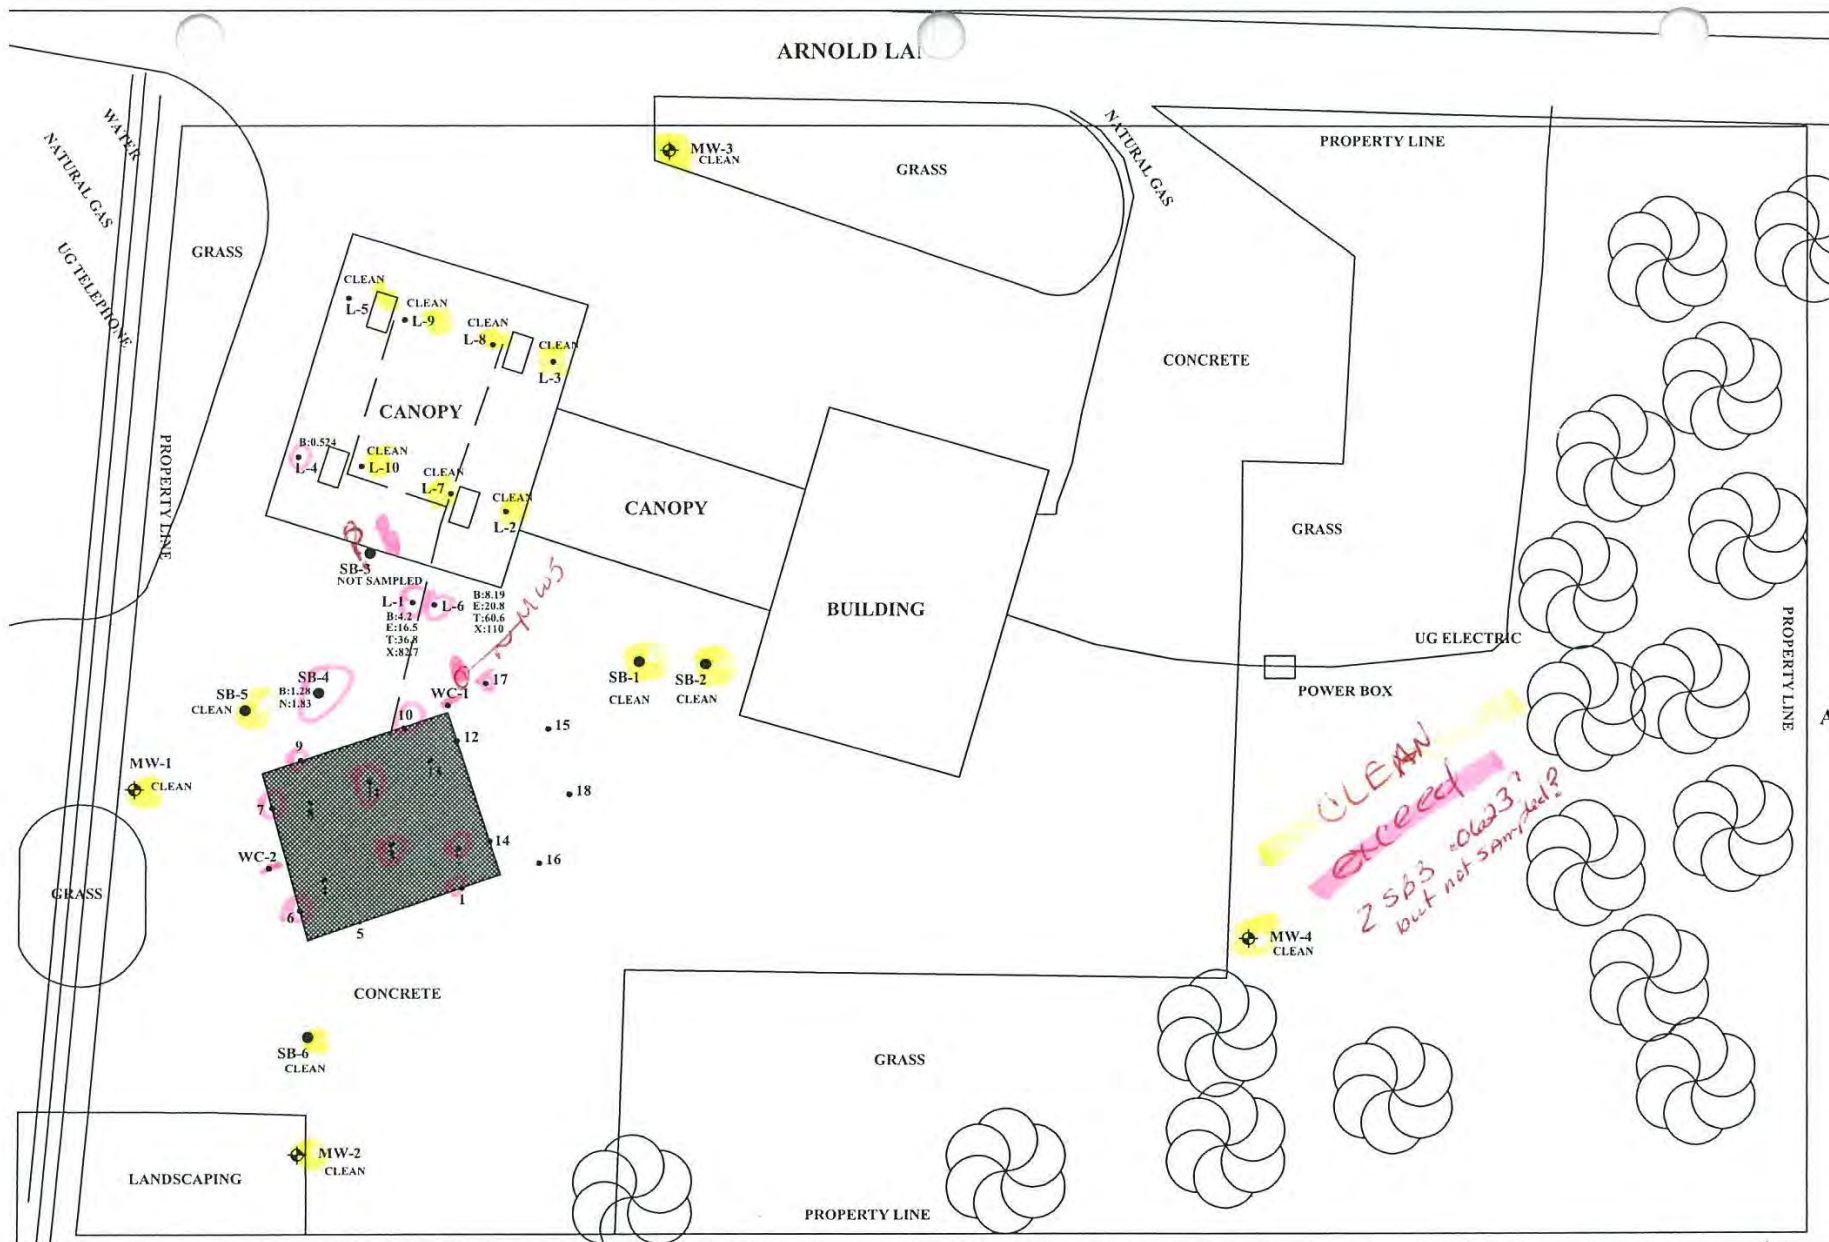 ARNOLD LA
WATER
NATURAL GAS
UG TELEPHONE
GRASS
PROPERTY LINE
MW-3
CLEAN
GRASS
NATURAL GAS
PROPERTY LINE
CLEAN
L-5
CLEAN
L-9
CLEAN
L-8
CLEAN
L-3
CANOPY
CONCRETE
B:0.524
L-4
CLEAN
L-10
CLEAN
L-7
CLEAN
L-2
CANOPY
GRASS
SB-3
NOT SAMPLED
L-1
B:4.2
E:16.5
T:36.8
X:82.7
L-6
B:8.19
E:20.8
T:60.6
X:110
BUILDING
UG ELECTRIC
POWER BOX
PROPERTY LINE
SB-1
CLEAN
SB-2
CLEAN
SB-4
B:1.28
N:1.83
SB-5
CLEAN
WC-1
17
10
12
15
9
MW-1
CLEAN
7
18
14
WC-2
16
GRASS
6
1
5
CLEAN
exceed
2 SB3 .0623?
but not sampled?
MW-4
CLEAN
CONCRETE
SB-6
CLEAN
GRASS
MW-2
CLEAN
LANDSCAPING
PROPERTY LINE
A